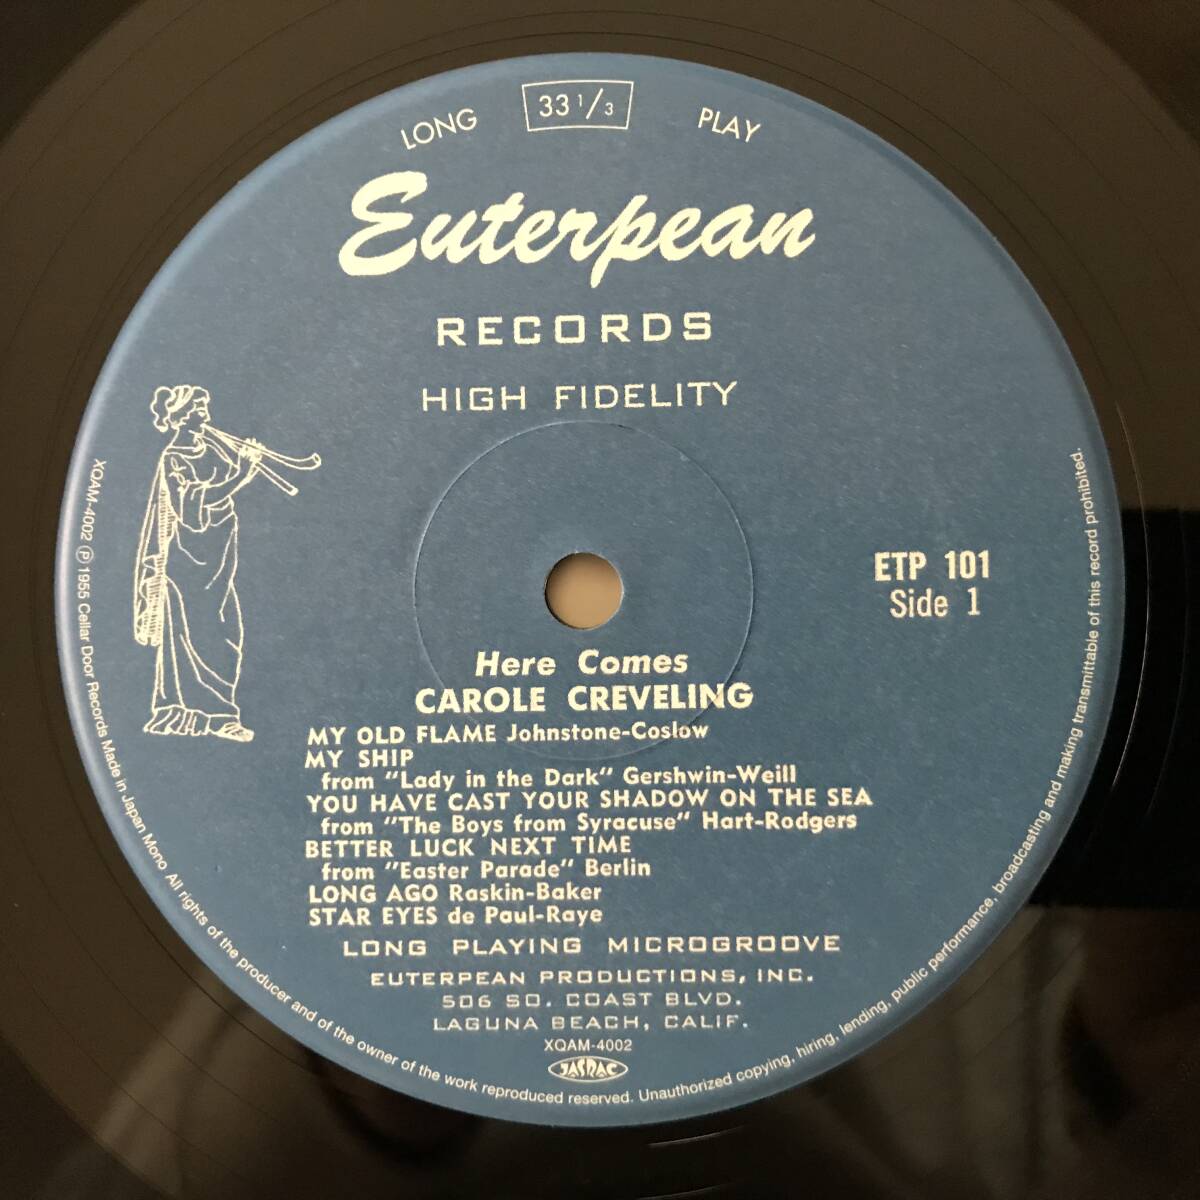 LONG 33 1/3 PLAY
Euterpean
RECORDS
HIGH FIDELITY
ETP 101
Side 1
Here Comes
CAROLE CREVELING
MY OLD FLAME Johnstone-Coslow
MY SHIP
from "Lady in the Dark" Gershwin-Weill
YOU HAVE CAST YOUR SHADOW ON THE SEA
from "The Boys from Syracuse" Hart-Rodgers
BETTER LUCK NEXT TIME
from "Easter Parade" Berlin
LONG AGO Raskin-Baker
STAR EYES de Paul-Raye
LONG PLAYING MICROGROOVE
EUTERPEAN PRODUCTIONS, INC.
506 SO. COAST BLVD.
LAGUNA BEACH, CALIF.
XQAM-4002
JASRAC
XQAM-4002 Ⓟ 1955 Cellar Door Records Made in Japan Mono All rights of the producer and of the owner of the work reproduced reserved. Unauthorized copying, hiring, lending, public performance, broadcasting and making transmittable of this record prohibited.